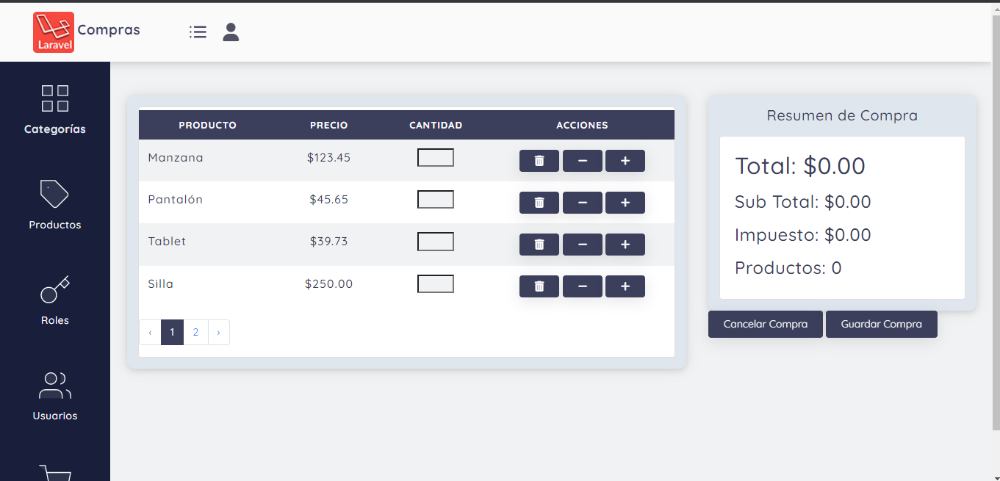 Laravel
Compras
Categorías
Productos
Roles
Usuarios
PRODUCTO PRECIO CANTIDAD ACCIONES
Manzana $123.45
Pantalón $45.65
Tablet $39.73
Silla $250.00
‹ 1 2 ›
Resumen de Compra
Total: $0.00
Sub Total: $0.00
Impuesto: $0.00
Productos: 0
Cancelar Compra Guardar Compra